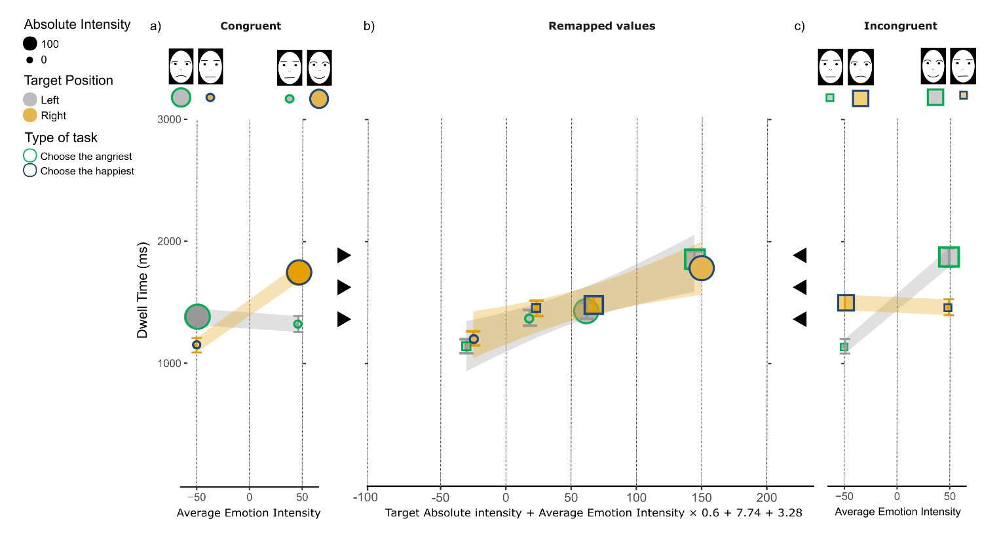 Absolute Intensity
100
0
Target Position
Left
Right
Type of task
Choose the angriest
Choose the happiest
a)
Congruent
b)
Remapped values
c)
Incongruent
Dwell Time (ms)
3000
2000
1000
−50
0
50
Average Emotion Intensity
-100
-50
0
50
100
150
200
Target Absolute intensity + Average Emotion Intensity × 0.6 + 7.74 + 3.28
−50
0
50
Average Emotion Intensity